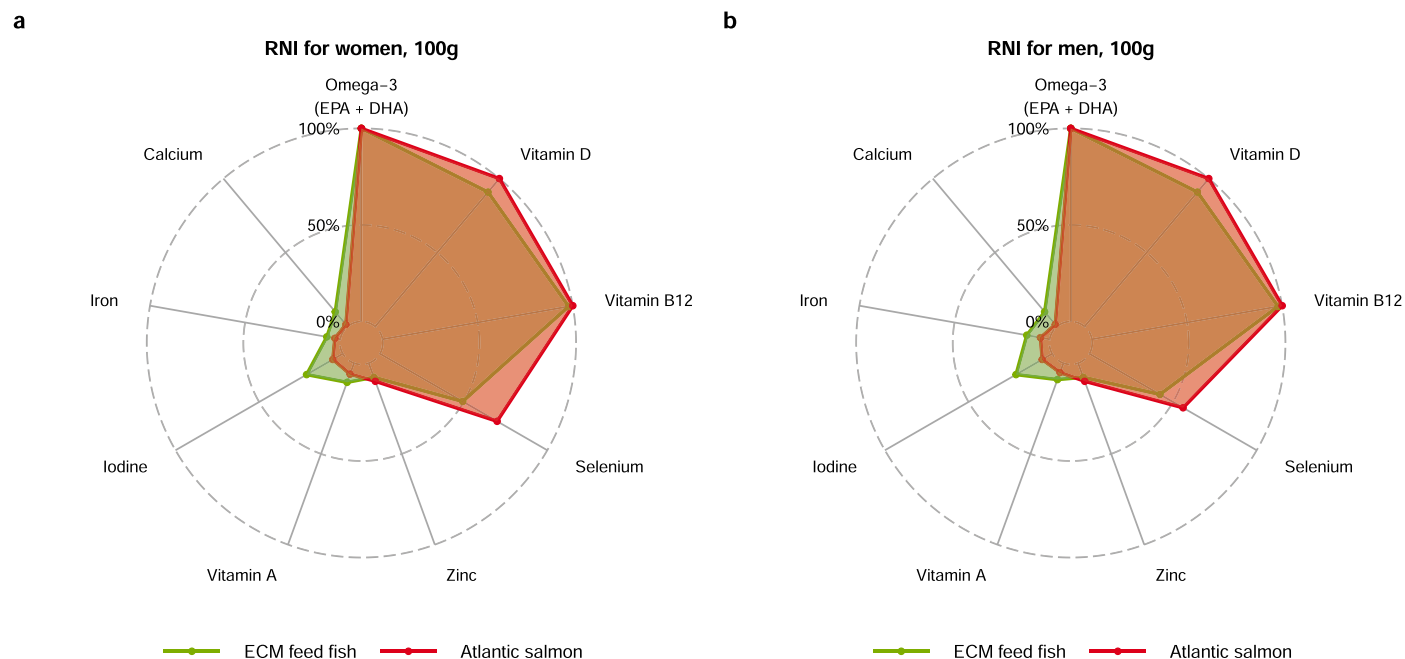 a
RNI for women, 100g
Omega−3
(EPA + DHA)
100%
Calcium
Vitamin D
50%
Iron
0%
Vitamin B12
Iodine
Selenium
Vitamin A
Zinc
ECM feed fish
Atlantic salmon
b
RNI for men, 100g
Omega−3
(EPA + DHA)
100%
Calcium
Vitamin D
50%
Iron
0%
Vitamin B12
Iodine
Selenium
Vitamin A
Zinc
ECM feed fish
Atlantic salmon